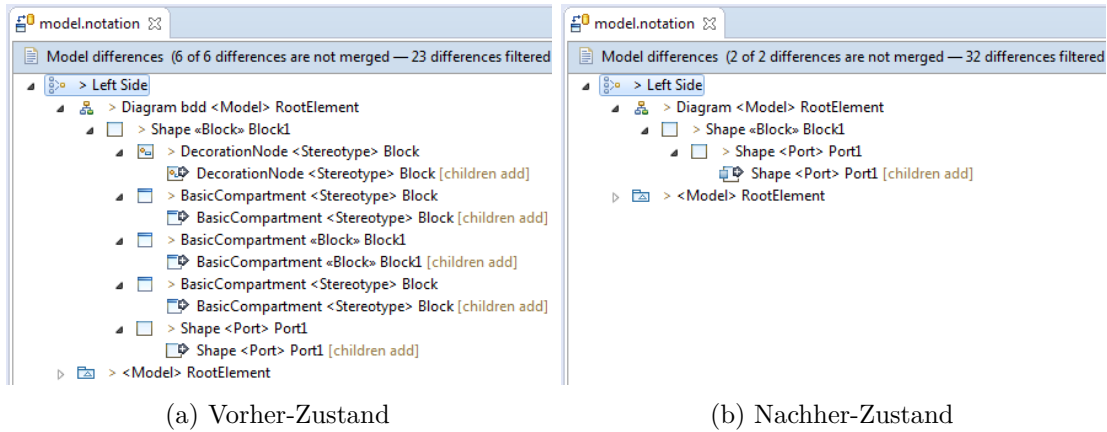 model.notation
Model differences (6 of 6 differences are not merged — 23 differences filtered
> Left Side
> Diagram bdd <Model> RootElement
> Shape «Block» Block1
> DecorationNode <Stereotype> Block
DecorationNode <Stereotype> Block [children add]
> BasicCompartment <Stereotype> Block
BasicCompartment <Stereotype> Block [children add]
> BasicCompartment «Block» Block1
BasicCompartment «Block» Block1 [children add]
> BasicCompartment <Stereotype> Block
BasicCompartment <Stereotype> Block [children add]
> Shape <Port> Port1
Shape <Port> Port1 [children add]
> <Model> RootElement
(a) Vorher-Zustand
model.notation
Model differences (2 of 2 differences are not merged — 32 differences filtered
> Left Side
> Diagram <Model> RootElement
> Shape «Block» Block1
> Shape <Port> Port1
Shape <Port> Port1 [children add]
> <Model> RootElement
(b) Nachher-Zustand